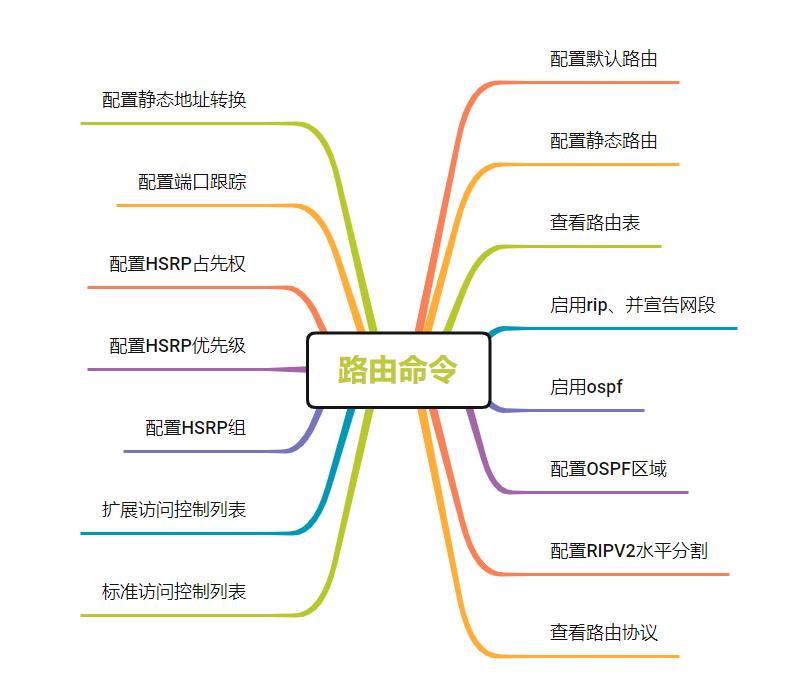 路由命令
配置默认路由
配置静态路由
查看路由表
启用rip、并宣告网段
启用ospf
配置OSPF区域
配置RIPV2水平分割
查看路由协议
配置静态地址转换
配置端口跟踪
配置HSRP占先权
配置HSRP优先级
配置HSRP组
扩展访问控制列表
标准访问控制列表